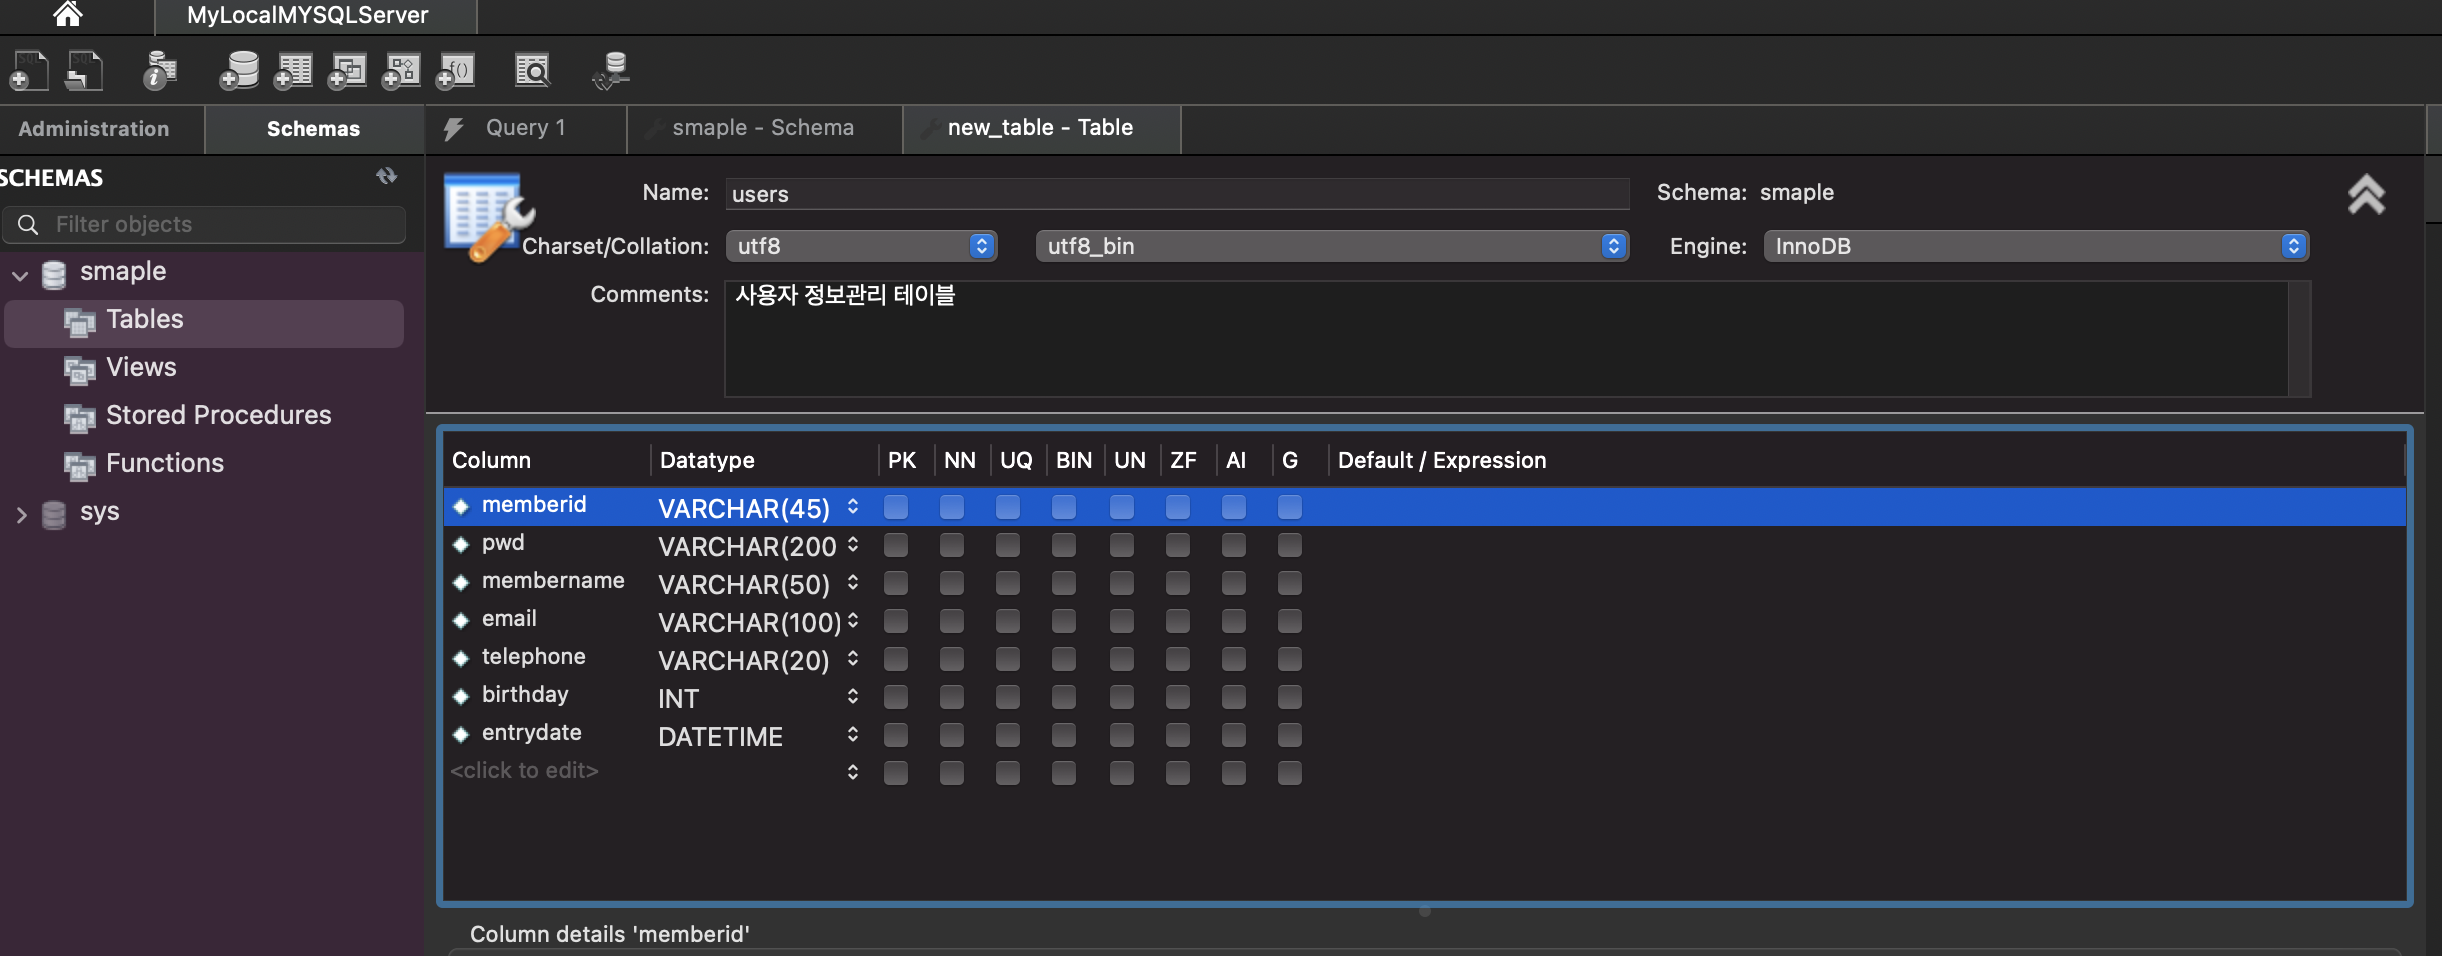 MyLocalMYSQLServer
SQL SQL
f()
Administration Schemas Query 1 smaple - Schema new_table - Table
SCHEMAS
Filter objects
smaple
Tables
Views
Stored Procedures
Functions
sys
Name: users Schema: smaple
Charset/Collation: utf8 utf8_bin Engine: InnoDB
Comments: 사용자 정보관리 테이블
Column Datatype PK NN UQ BIN UN ZF AI G Default / Expression
memberid VARCHAR(45)
pwd VARCHAR(200
membername VARCHAR(50)
email VARCHAR(100)
telephone VARCHAR(20)
birthday INT
entrydate DATETIME
<click to edit>
Column details 'memberid'